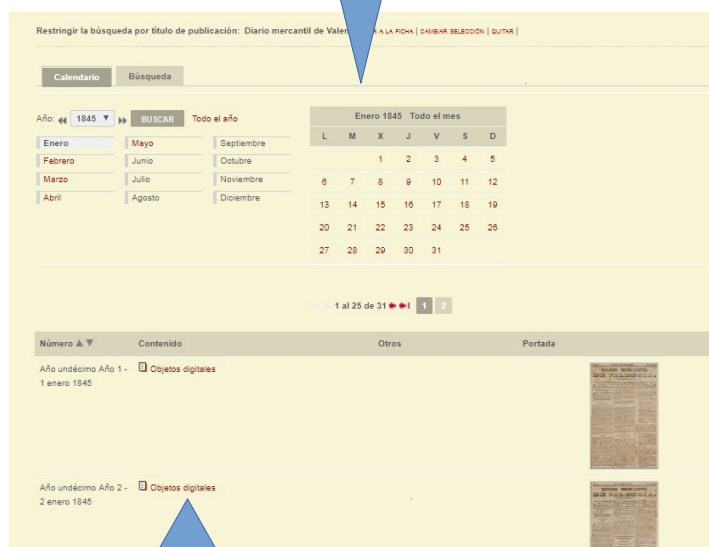 Restringir la búsqueda por título de publicación: Diario mercantil de Valen A LA FICHA | CAMBIAR SELECCIÓN | QUITAR |
Calendario Búsqueda
Año: 1845 BUSCAR Todo el año
Enero Mayo Septiembre
Febrero Junio Octubre
Marzo Julio Noviembre
Abril Agosto Diciembre
Enero 1845 Todo el mes
L M X J V S D
1 2 3 4 5
6 7 8 9 10 11 12
13 14 15 16 17 18 19
20 21 22 23 24 25 26
27 28 29 30 31
1 al 25 de 31 1 2
Número Contenido Otros Portada
Año undécimo Año 1 - Objetos digitales
1 enero 1845
Año undécimo Año 2 - Objetos digitales
2 enero 1845